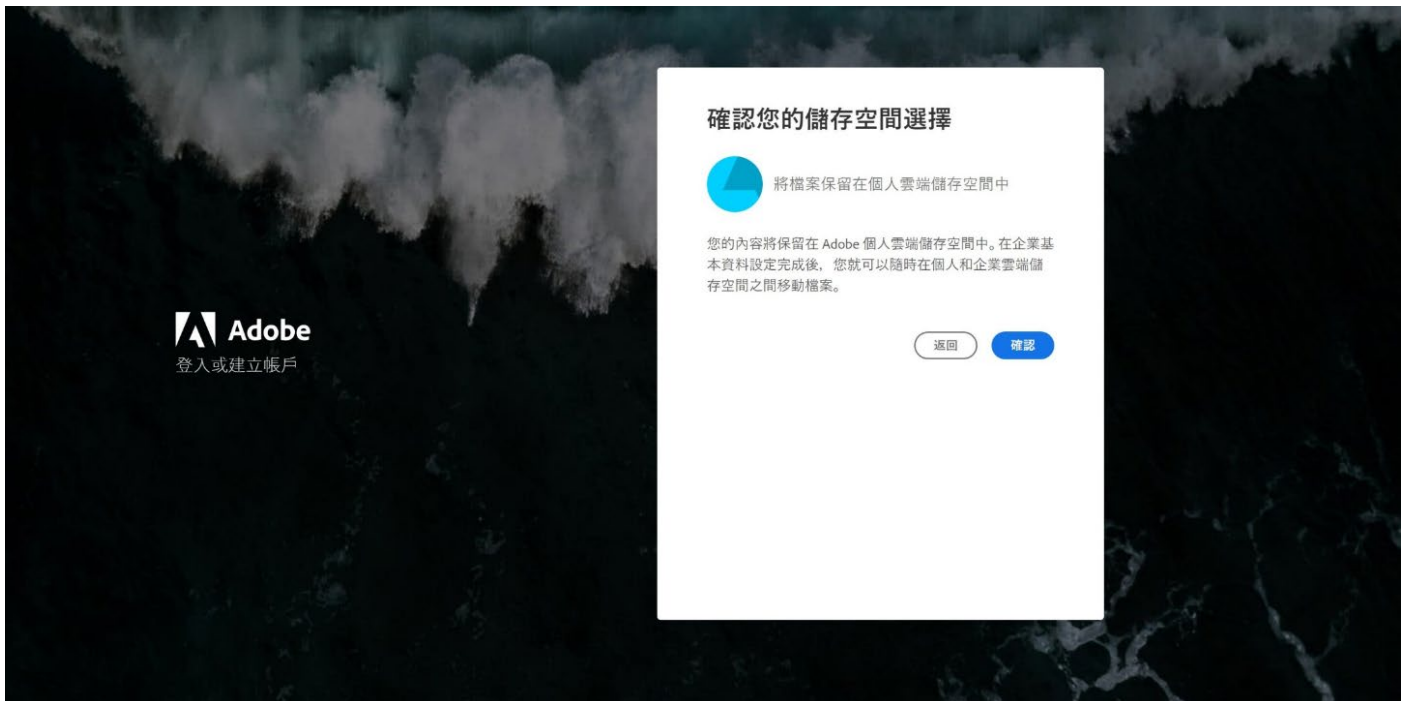 Adobe
登入或建立帳戶
確認您的儲存空間選擇
將檔案保留在個人雲端儲存空間中
您的內容將保留在 Adobe 個人雲端儲存空間中。在企業基
本資料設定完成後，您就可以隨時在個人和企業雲端儲
存空間之間移動檔案。
返回
確認